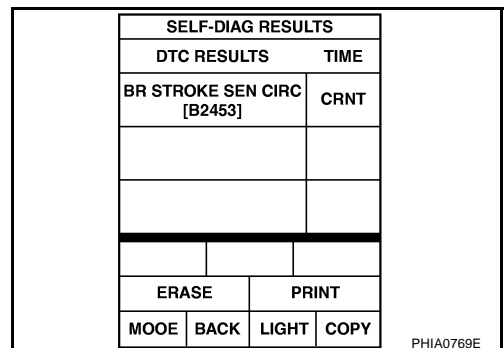 SELF-DIAG RESULTS
DTC RESULTS TIME
BR STROKE SEN CIRC CRNT
[B2453]
ERASE PRINT
MOOE BACK LIGHT COPY
PHIA0769E